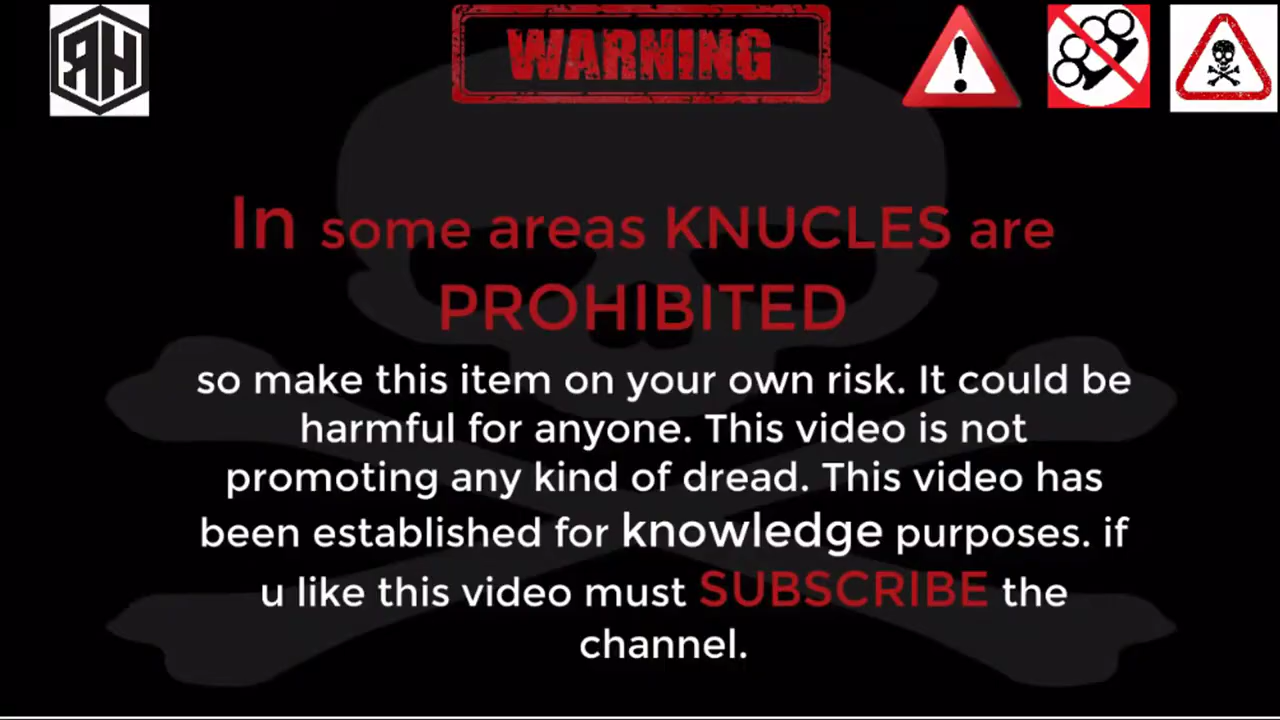 ЯH
WARNING
In some areas KNUCLES are
PROHIBITED
so make this item on your own risk. It could be
harmful for anyone. This video is not
promoting any kind of dread. This video has
been established for knowledge purposes. if
u like this video must SUBSCRIBE the
channel.